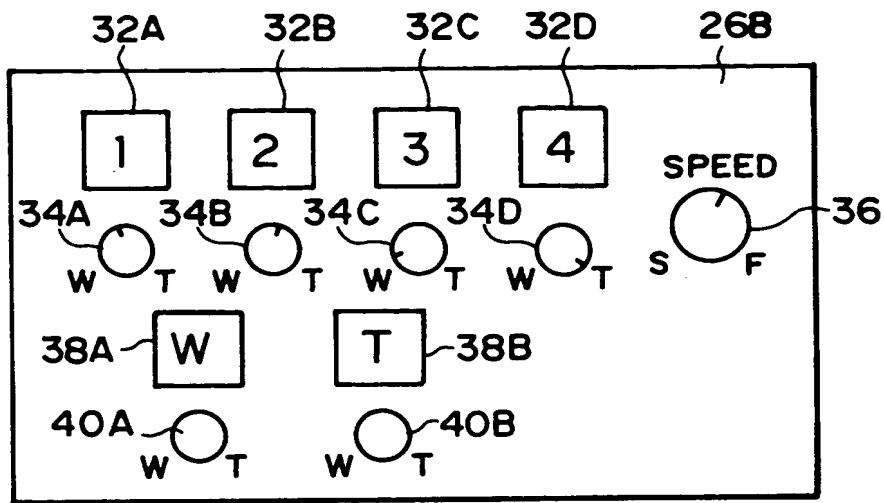 32A 32B 32C 32D 26B
1 2 3 4
SPEED
34A 34B 34C 34D 36
W T W T W T W T S F
38A W T 38B
40A 40B
W T W T